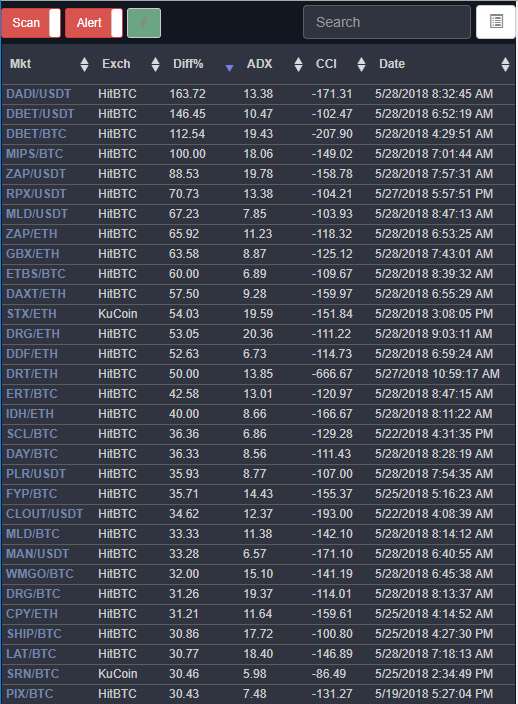 Scan Alert Search
Mkt Exch Diff% ADX CCI Date
DADI/USDT HitBTC 163.72 13.38 -171.31 5/28/2018 8:32:45 AM
DBET/USDT HitBTC 146.45 10.47 -102.47 5/28/2018 6:52:19 AM
DBET/BTC HitBTC 112.54 19.43 -207.90 5/28/2018 4:29:51 AM
MIPS/BTC HitBTC 100.00 18.06 -149.02 5/28/2018 7:01:44 AM
ZAP/USDT HitBTC 88.53 19.78 -158.78 5/28/2018 7:57:31 AM
RPX/USDT HitBTC 70.73 13.38 -104.21 5/27/2018 5:57:51 PM
MLD/USDT HitBTC 67.23 7.85 -103.93 5/28/2018 8:47:13 AM
ZAP/ETH HitBTC 65.92 11.23 -118.32 5/28/2018 6:53:25 AM
GBX/ETH HitBTC 63.58 8.87 -125.12 5/28/2018 7:43:01 AM
ETBS/BTC HitBTC 60.00 6.89 -109.67 5/28/2018 8:39:32 AM
DAXT/ETH HitBTC 57.50 9.28 -159.97 5/28/2018 6:55:29 AM
STX/ETH KuCoin 54.03 19.59 -151.84 5/28/2018 3:08:05 PM
DRG/ETH HitBTC 53.05 20.36 -111.22 5/28/2018 9:03:11 AM
DDF/ETH HitBTC 52.63 6.73 -114.73 5/28/2018 6:59:24 AM
DRT/ETH HitBTC 50.00 13.85 -666.67 5/27/2018 10:59:17 AM
ERT/BTC HitBTC 42.58 13.01 -120.97 5/28/2018 8:47:15 AM
IDH/ETH HitBTC 40.00 8.66 -166.67 5/28/2018 8:11:22 AM
SCL/BTC HitBTC 36.36 6.86 -129.28 5/22/2018 4:31:35 PM
DAY/BTC HitBTC 36.33 8.56 -111.43 5/28/2018 8:28:19 AM
PLR/USDT HitBTC 35.93 8.77 -107.00 5/28/2018 7:54:35 AM
FYP/BTC HitBTC 35.71 14.43 -155.37 5/25/2018 5:16:23 AM
CLOUT/USDT HitBTC 34.62 12.37 -193.00 5/22/2018 4:08:39 AM
MLD/BTC HitBTC 33.33 11.38 -142.10 5/28/2018 8:14:12 AM
MAN/USDT HitBTC 33.28 6.57 -171.10 5/28/2018 6:40:55 AM
WMGO/BTC HitBTC 32.00 15.10 -141.19 5/28/2018 6:45:38 AM
DRG/BTC HitBTC 31.26 19.37 -114.01 5/28/2018 8:13:37 AM
CPY/ETH HitBTC 31.21 11.64 -159.61 5/25/2018 4:14:52 AM
SHIP/BTC HitBTC 30.86 17.72 -100.80 5/25/2018 4:27:30 PM
LAT/BTC HitBTC 30.77 18.40 -146.89 5/28/2018 7:18:13 AM
SRN/BTC KuCoin 30.46 5.98 -86.49 5/25/2018 2:34:49 PM
PIX/BTC HitBTC 30.43 7.48 -131.27 5/19/2018 5:27:04 PM